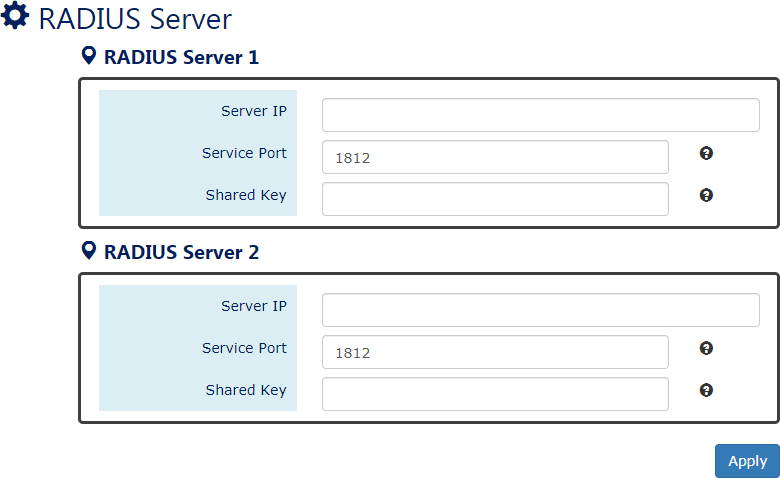 RADIUS Server
RADIUS Server 1
Server IP
Service Port 1812
Shared Key
RADIUS Server 2
Server IP
Service Port 1812
Shared Key
Apply